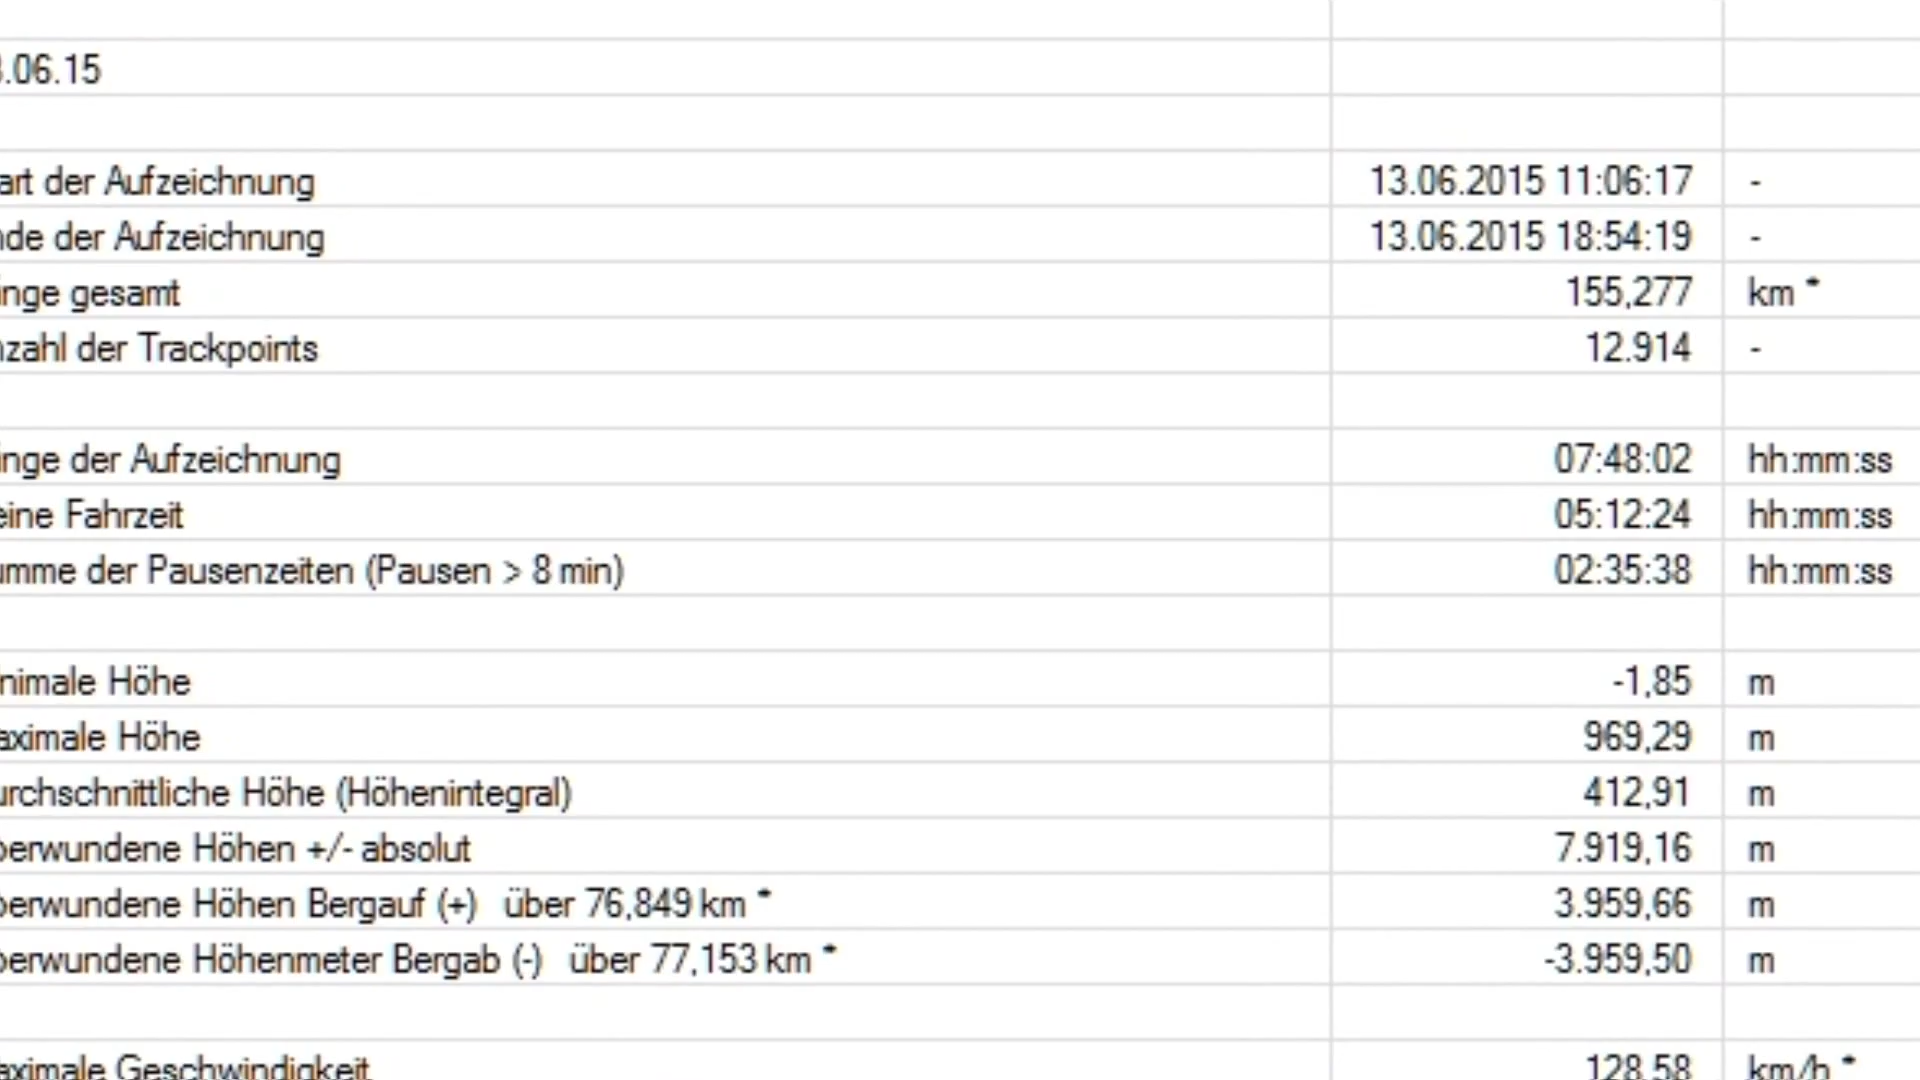 .06.15
art der Aufzeichnung 13.06.2015 11:06:17 -
nde der Aufzeichnung 13.06.2015 18:54:19 -
inge gesamt 155,277 km *
nzahl der Trackpoints 12.914 -
inge der Aufzeichnung 07:48:02 hh:mm:ss
eine Fahrzeit 05:12:24 hh:mm:ss
umme der Pausenzeiten (Pausen > 8 min) 02:35:38 hh:mm:ss
nimale Höhe -1,85 m
aximale Höhe 969,29 m
urchschnittliche Höhe (Höhenintegral) 412,91 m
berwundene Höhen +/- absolut 7.919,16 m
berwundene Höhen Bergauf (+) über 76,849 km * 3.959,66 m
berwundene Höhenmeter Bergab (-) über 77,153 km * -3.959,50 m
aximale Geschwindigkeit 128,58 km/h *